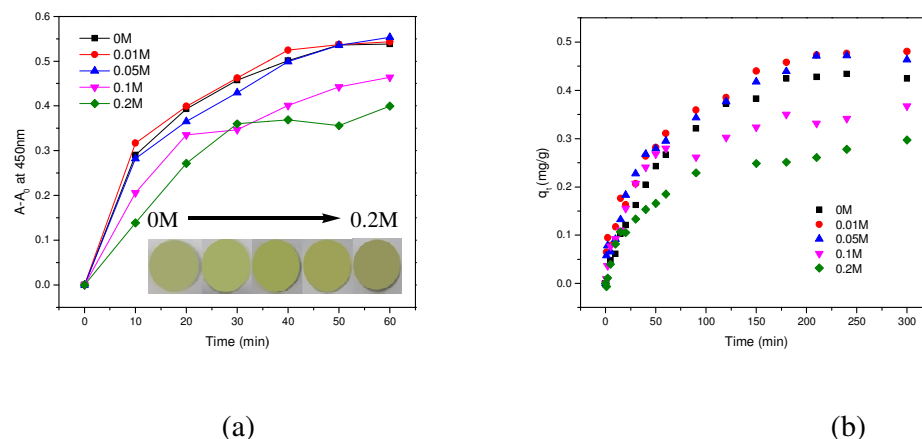 0.6
0.5
0.4
0.3
0.2
0.1
0.0
A-A₀ at 450nm
0M
0.01M
0.05M
0.1M
0.2M
0M 0.2M
0 10 20 30 40 50 60
Time (min)
(a)
0.5
0.4
0.3
0.2
0.1
0.0
qₜ (mg/g)
0M
0.01M
0.05M
0.1M
0.2M
0 50 100 150 200 250 300
Time (min)
(b)